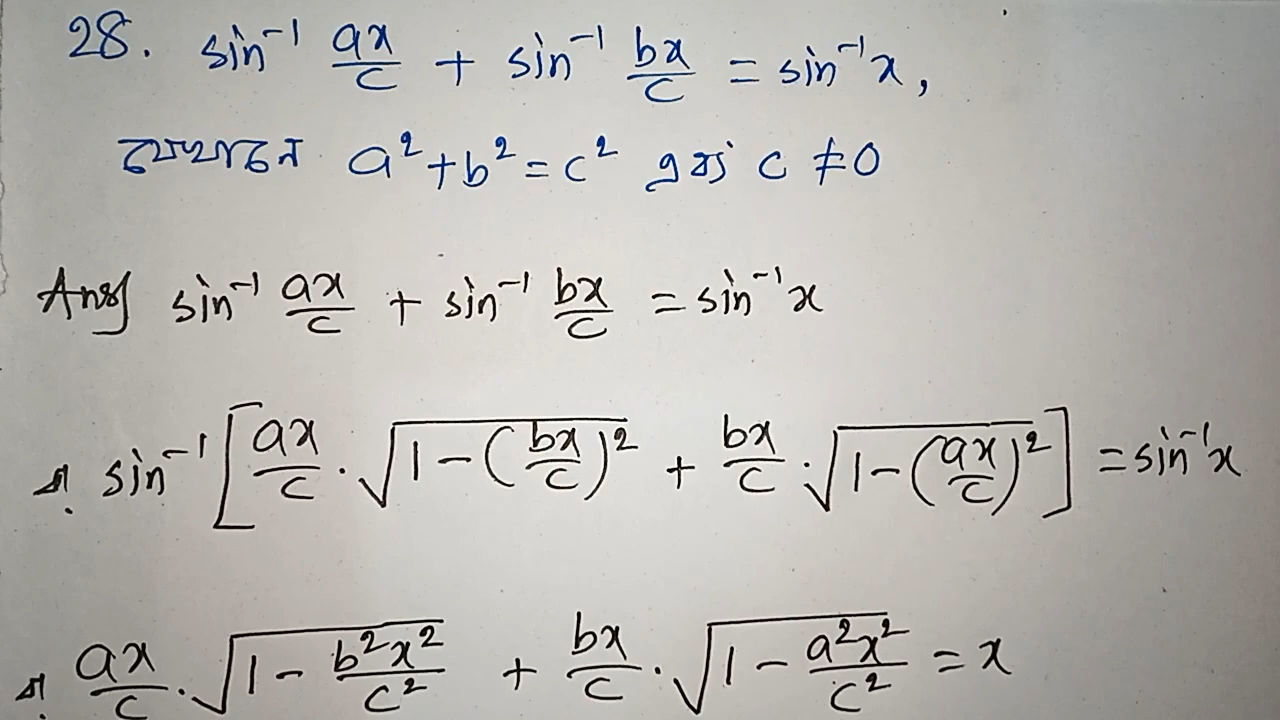 28. sin⁻¹ ax/c + sin⁻¹ bx/c = sin⁻¹x,
যেখানে a² + b² = c² এবং c ≠ 0
Ans/ sin⁻¹ ax/c + sin⁻¹ bx/c = sin⁻¹x
বা, sin⁻¹[ax/c . √(1-(bx/c)²) + bx/c . √(1-(ax/c)²)] = sin⁻¹x
বা, ax/c . √(1 - b²x²/c²) + bx/c . √(1 - a²x²/c²) = x